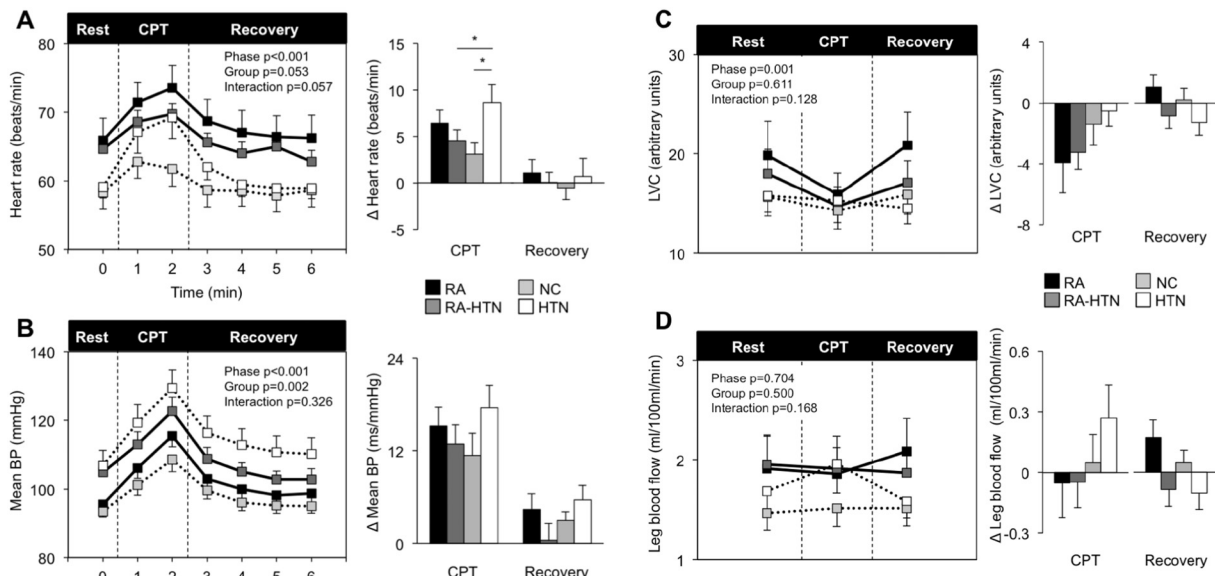 A
Rest CPT Recovery
80
70
60
50
Heart rate (beats/min)
Phase p<0.001
Group p=0.053
Interaction p=0.057
0 1 2 3 4 5 6
Time (min)
15
10
5
0
-5
Δ Heart rate (beats/min)
*
*
CPT Recovery
RA NC
RA-HTN HTN
B
Rest CPT Recovery
140
120
100
80
Mean BP (mmHg)
Phase p<0.001
Group p=0.002
Interaction p=0.326
0 1 2 3 4 5 6
24
12
0
Δ Mean BP (ms/mmHg)
CPT Recovery
C
Rest CPT Recovery
30
20
10
LVC (arbitrary units)
Phase p=0.001
Group p=0.611
Interaction p=0.128
4
0
-4
-8
Δ LVC (arbitrary units)
CPT Recovery
RA NC
RA-HTN HTN
D
Rest CPT Recovery
3
2
1
Leg blood flow (ml/100ml/min)
Phase p=0.704
Group p=0.500
Interaction p=0.168
0.6
0.3
0
-0.3
Δ Leg blood flow (ml/100ml/min)
CPT Recovery